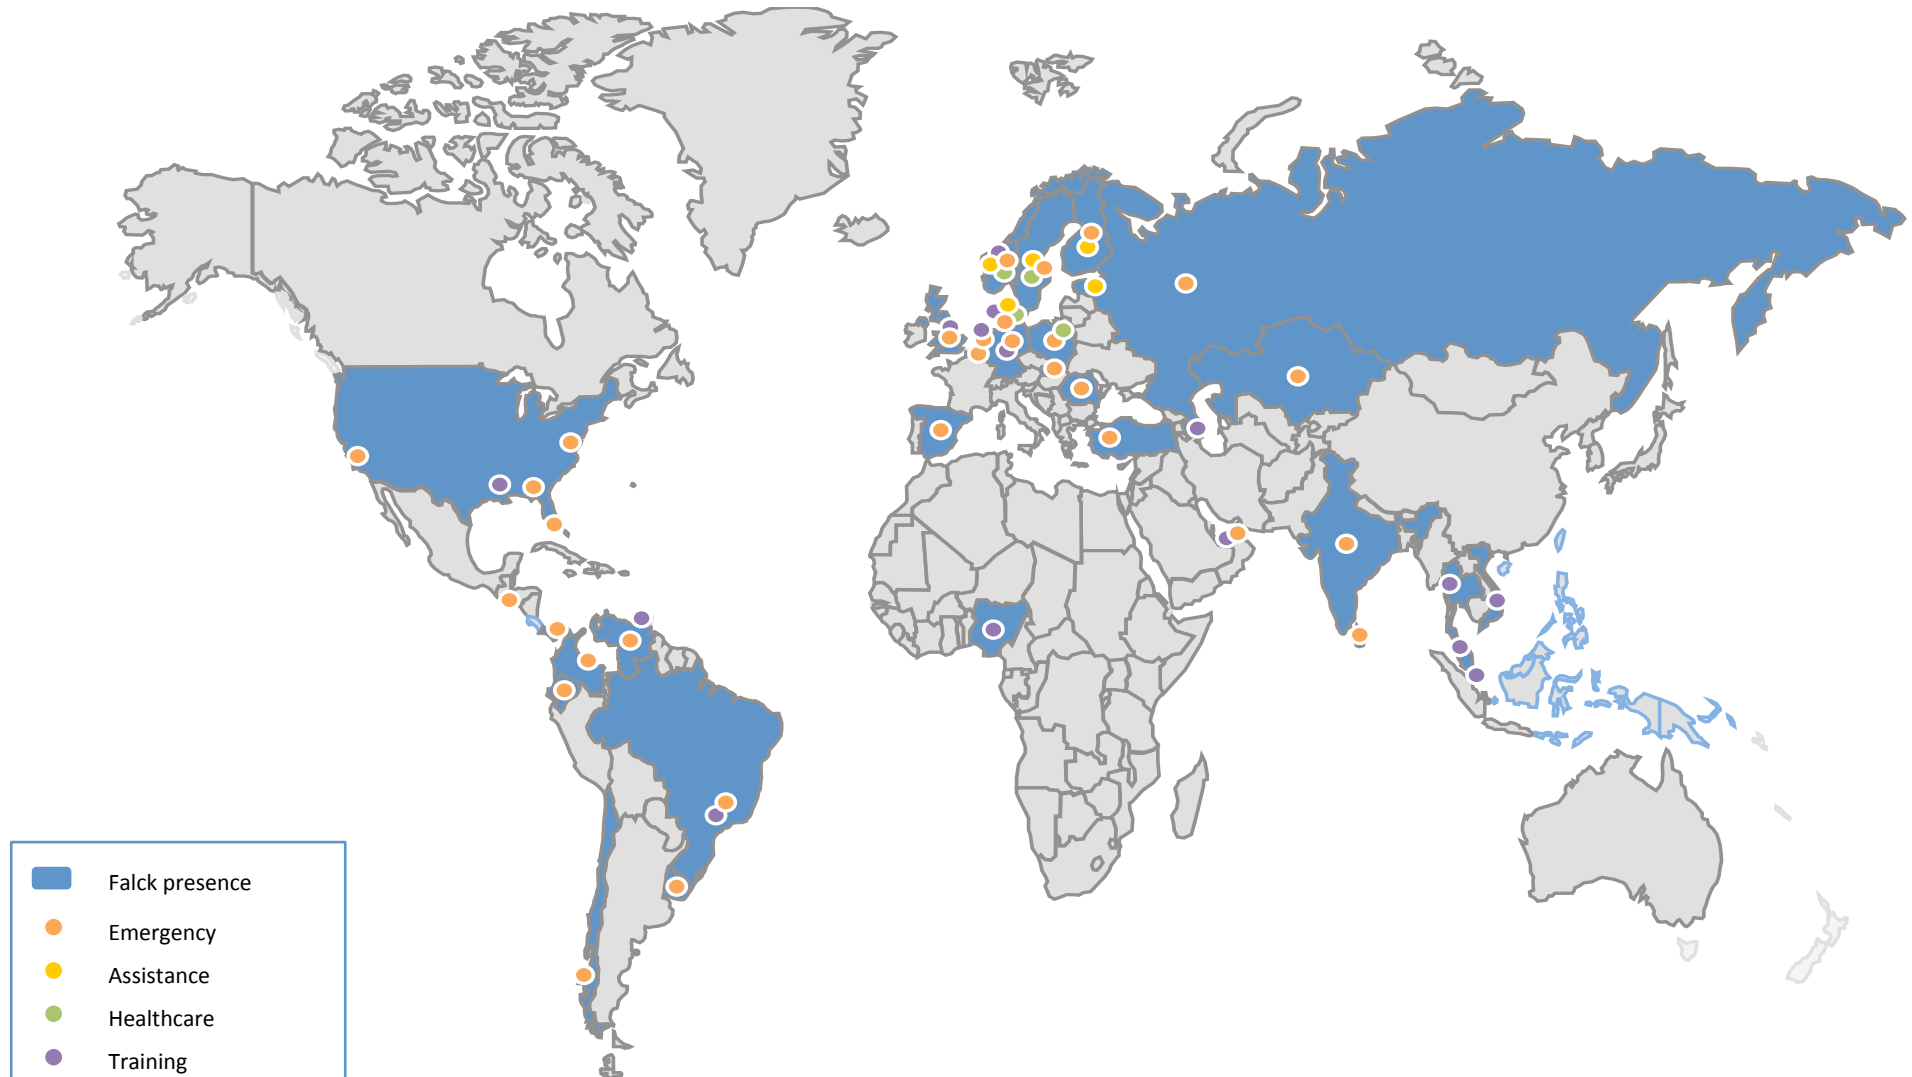 Falck presence
Emergency
Assistance
Healthcare
Training